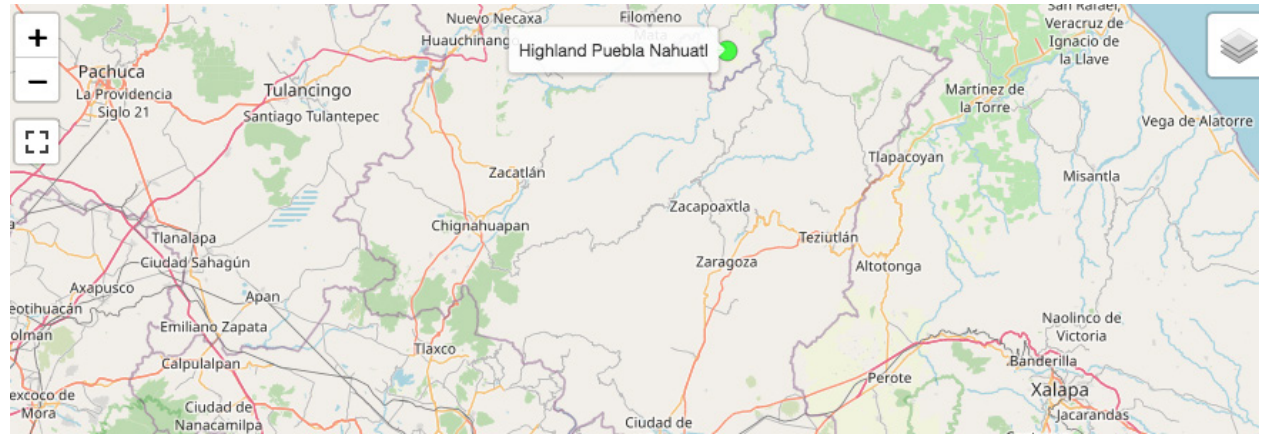 +
−
San Rafael,
Veracruz de
Ignacio de
la Llave
Nuevo Necaxa
Filomeno
Mata
Highland Puebla Nahuatl
Pachuca
La Providencia
Siglo 21
Tulancingo
Santiago Tulantepec
Martínez de
la Torre
Vega de Alatorre
Tlapacoyan
Zacatlán
Misantla
Zacapoaxtla
Chignahuapan
Tlanalapa
Teziutlán
Ciudad Sahagún
Zaragoza
Altotonga
Axapusco
Apan
Emiliano Zapata
Naolinco de
Victoria
Tlaxco
Calpulalpan
Banderilla
Perote
Xalapa
Mora
Ciudad de
Nanacamilpa
Jacarandas
Ciudad de